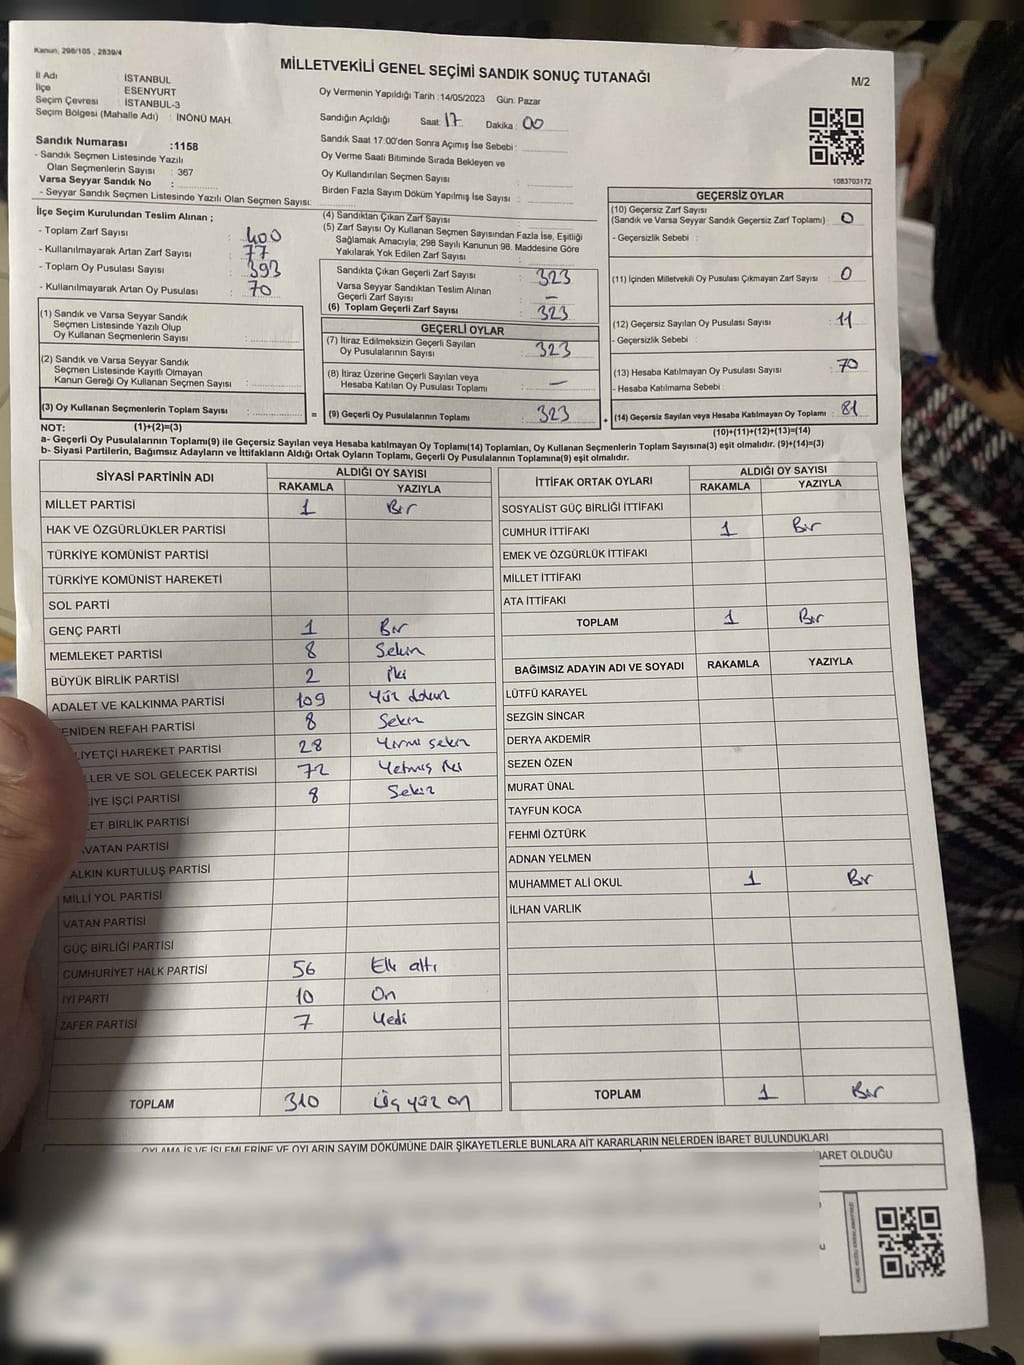 Kanun; 298/105 , 2839/4
MİLLETVEKİLİ GENEL SEÇİMİ SANDIK SONUÇ TUTANAĞI
M/2
İl Adı : İSTANBUL
İlçe : ESENYURT
Seçim Çevresi : İSTANBUL-3
Seçim Bölgesi (Mahalle Adı) : İNÖNÜ MAH.
Oy Vermenin Yapıldığı Tarih :14/05/2023 Gün: Pazar
Sandığın Açıldığı Saat: 17 Dakika : 00
Sandık Numarası :1158
- Sandık Seçmen Listesinde Yazılı
Olan Seçmenlerin Sayısı : 367
Varsa Seyyar Sandık No :
- Seyyar Sandık Seçmen Listesinde Yazılı Olan Seçmen Sayısı:
Sandık Saat 17:00'den Sonra Açımış İse Sebebi :
Oy Verme Saati Bitiminde Sırada Bekleyen ve
Oy Kullandırılan Seçmen Sayısı :
Birden Fazla Sayım Döküm Yapılmış İse Sayısı :
1083703172
İlçe Seçim Kurulundan Teslim Alınan ;
- Toplam Zarf Sayısı : 400
- Kullanılmayarak Artan Zarf Sayısı : 77
- Toplam Oy Pusulası Sayısı : 393
- Kullanılmayarak Artan Oy Pusulası : 70
(1) Sandık ve Varsa Seyyar Sandık
Seçmen Listesinde Yazılı Olup
Oy Kullanan Seçmenlerin Sayısı :
(2) Sandık ve Varsa Seyyar Sandık
Seçmen Listesinde Kayıtlı Olmayan
Kanun Gereği Oy Kullanan Seçmen Sayısı :
(3) Oy Kullanan Seçmenlerin Toplam Sayısı :
(4) Sandıktan Çıkan Zarf Sayısı :
(5) Zarf Sayısı Oy Kullanan Seçmen Sayısından Fazla İse, Eşitliği
Sağlamak Amacıyla; 298 Sayılı Kanunun 98. Maddesine Göre
Yakılarak Yok Edilen Zarf Sayısı :
Sandıkta Çıkan Geçerli Zarf Sayısı : 323
Varsa Seyyar Sandıktan Teslim Alınan
Geçerli Zarf Sayısı : —
(6) Toplam Geçerli Zarf Sayısı : 323
GEÇERLİ OYLAR
(7) İtiraz Edilmeksizin Geçerli Sayılan
Oy Pusulalarının Sayısı : 323
(8) İtiraz Üzerine Geçerli Sayılan veya
Hesaba Katılan Oy Pusulası Toplamı : —
= (9) Geçerli Oy Pusulalarının Toplamı : 323
GEÇERSİZ OYLAR
(10) Geçersiz Zarf Sayısı
(Sandık ve Varsa Seyyar Sandık Geçersiz Zarf Toplamı) : 0
- Geçersizlik Sebebi :
(11) İçinden Milletvekili Oy Pusulası Çıkmayan Zarf Sayısı : 0
(12) Geçersiz Sayılan Oy Pusulası Sayısı : 11
- Geçersizlik Sebebi :
(13) Hesaba Katılmayan Oy Pusulası Sayısı : 70
- Hesaba Katılmama Sebebi :
+ (14) Geçersiz Sayılan veya Hesaba Katılmayan Oy Toplamı : 81
NOT: (1)+(2)=(3)
(10)+(11)+(12)+(13)=(14)
a- Geçerli Oy Pusulalarının Toplamı(9) ile Geçersiz Sayılan veya Hesaba katılmayan Oy Toplamı(14) Toplamları, Oy Kullanan Seçmenlerin Toplam Sayısına(3) eşit olmalıdır. (9)+(14)=(3)
b- Siyasi Partilerin, Bağımsız Adayların ve İttifakların Aldığı Ortak Oyların Toplamı, Geçerli Oy Pusulalarının Toplamına(9) eşit olmalıdır.
SİYASİ PARTİNİN ADI ALDIĞI OY SAYISI
RAKAMLA YAZIYLA
MİLLET PARTİSİ 1 Bir
HAK VE ÖZGÜRLÜKLER PARTİSİ
TÜRKİYE KOMÜNİST PARTİSİ
TÜRKİYE KOMÜNİST HAREKETİ
SOL PARTİ
GENÇ PARTİ 1 Bir
MEMLEKET PARTİSİ 8 Sekiz
BÜYÜK BİRLİK PARTİSİ 2 iki
ADALET VE KALKINMA PARTİSİ 109 Yüz dokuz
ENİDEN REFAH PARTİSİ 8 Sekiz
LİYETÇİ HAREKET PARTİSİ 28 Yirmi sekiz
LLER VE SOL GELECEK PARTİSİ 72 Yetmiş iki
İYE İŞÇİ PARTİSİ 8 Sekiz
ET BİRLİK PARTİSİ
VATAN PARTİSİ
ALKIN KURTULUŞ PARTİSİ
MİLLİ YOL PARTİSİ
VATAN PARTİSİ
GÜÇ BİRLİĞİ PARTİSİ
CUMHURİYET HALK PARTİSİ 56 Elli altı
İYİ PARTİ 10 On
ZAFER PARTİSİ 7 Yedi
TOPLAM 310 Üç yüz on
İTTİFAK ORTAK OYLARI ALDIĞI OY SAYISI
RAKAMLA YAZIYLA
SOSYALİST GÜÇ BİRLİĞİ İTTİFAKI
CUMHUR İTTİFAKI 1 Bir
EMEK VE ÖZGÜRLÜK İTTİFAKI
MİLLET İTTİFAKI
ATA İTTİFAKI
TOPLAM 1 Bir
BAĞIMSIZ ADAYIN ADI VE SOYADI RAKAMLA YAZIYLA
LÜTFÜ KARAYEL
SEZGİN SİNCAR
DERYA AKDEMİR
SEZEN ÖZEN
MURAT ÜNAL
TAYFUN KOCA
FEHMİ ÖZTÜRK
ADNAN YELMEN
MUHAMMET ALİ OKUL 1 Bir
İLHAN VARLIK
TOPLAM 1 Bir
OYLAMA İŞ VE İŞLEMLERİNE VE OYLARIN SAYIM DÖKÜMÜNE DAİR ŞİKAYETLERLE BUNLARA AİT KARARLARIN NELERDEN İBARET BULUNDUKLARI
BARET OLDUĞU